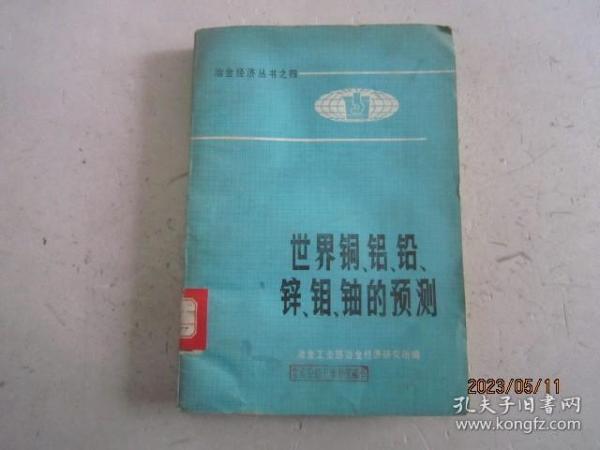 冶金经济丛书之四
世界铜、铝、铅、
锌、钼、铀的预测
冶金工业部冶金经济研究所编
2023/05/11
孔夫子旧书网
www.kongfz.com